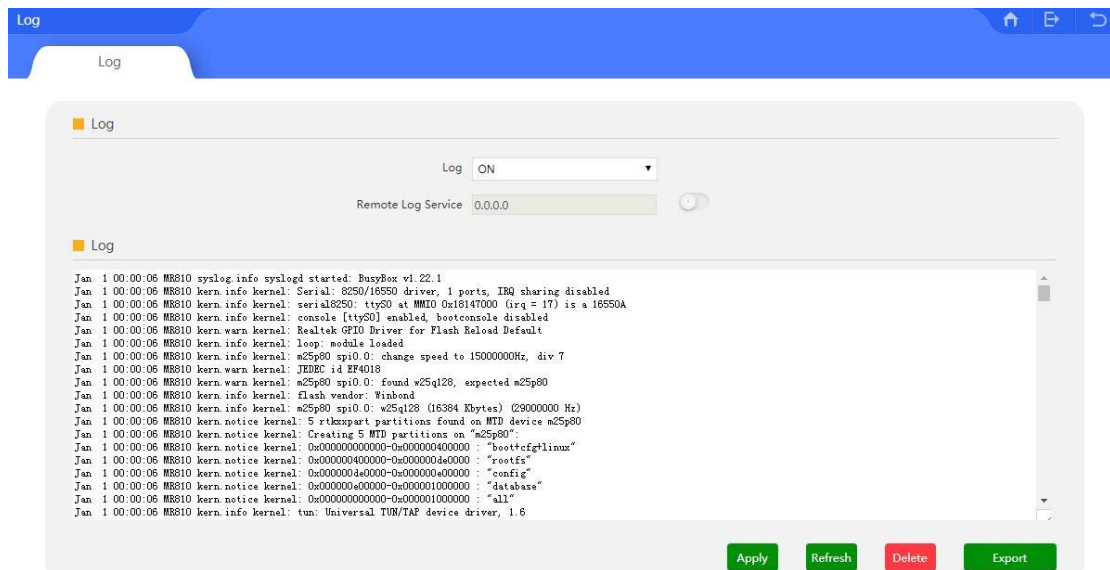 Log
Log
Log
Log ON
Remote Log Service 0.0.0.0
Log
Jan 1 00:00:06 MR810 syslog.info syslogd started: BusyBox v1.22.1
Jan 1 00:00:06 MR810 kern.info kernel: Serial: 8250/16550 driver, 1 ports, IRQ sharing disabled
Jan 1 00:00:06 MR810 kern.info kernel: serial8250: ttyS0 at MMIO 0x18147000 (irq = 17) is a 16550A
Jan 1 00:00:06 MR810 kern.info kernel: console [ttyS0] enabled, bootconsole disabled
Jan 1 00:00:06 MR810 kern.warn kernel: Realtek GPIO Driver for Flash Reload Default
Jan 1 00:00:06 MR810 kern.info kernel: loop: module loaded
Jan 1 00:00:06 MR810 kern.info kernel: m25p80 spi0.0: change speed to 15000000Hz, div 7
Jan 1 00:00:06 MR810 kern.warn kernel: JEDEC id EF4018
Jan 1 00:00:06 MR810 kern.warn kernel: m25p80 spi0.0: found w25q128, expected m25p80
Jan 1 00:00:06 MR810 kern.info kernel: flash vendor: Winbond
Jan 1 00:00:06 MR810 kern.info kernel: m25p80 spi0.0: w25q128 (16384 Kbytes) (29000000 Hz)
Jan 1 00:00:06 MR810 kern.notice kernel: 5 rtkxxpart partitions found on MTD device m25p80
Jan 1 00:00:06 MR810 kern.notice kernel: Creating 5 MTD partitions on "m25p80":
Jan 1 00:00:06 MR810 kern.notice kernel: 0x000000000000-0x000000400000 : "boot+cfg+linux"
Jan 1 00:00:06 MR810 kern.notice kernel: 0x000000400000-0x000000de0000 : "rootfs"
Jan 1 00:00:06 MR810 kern.notice kernel: 0x000000de0000-0x000000e00000 : "config"
Jan 1 00:00:06 MR810 kern.notice kernel: 0x000000e00000-0x000001000000 : "database"
Jan 1 00:00:06 MR810 kern.notice kernel: 0x000000000000-0x000001000000 : "all"
Jan 1 00:00:06 MR810 kern.info kernel: tun: Universal TUN/TAP device driver, 1.6
Apply Refresh Delete Export